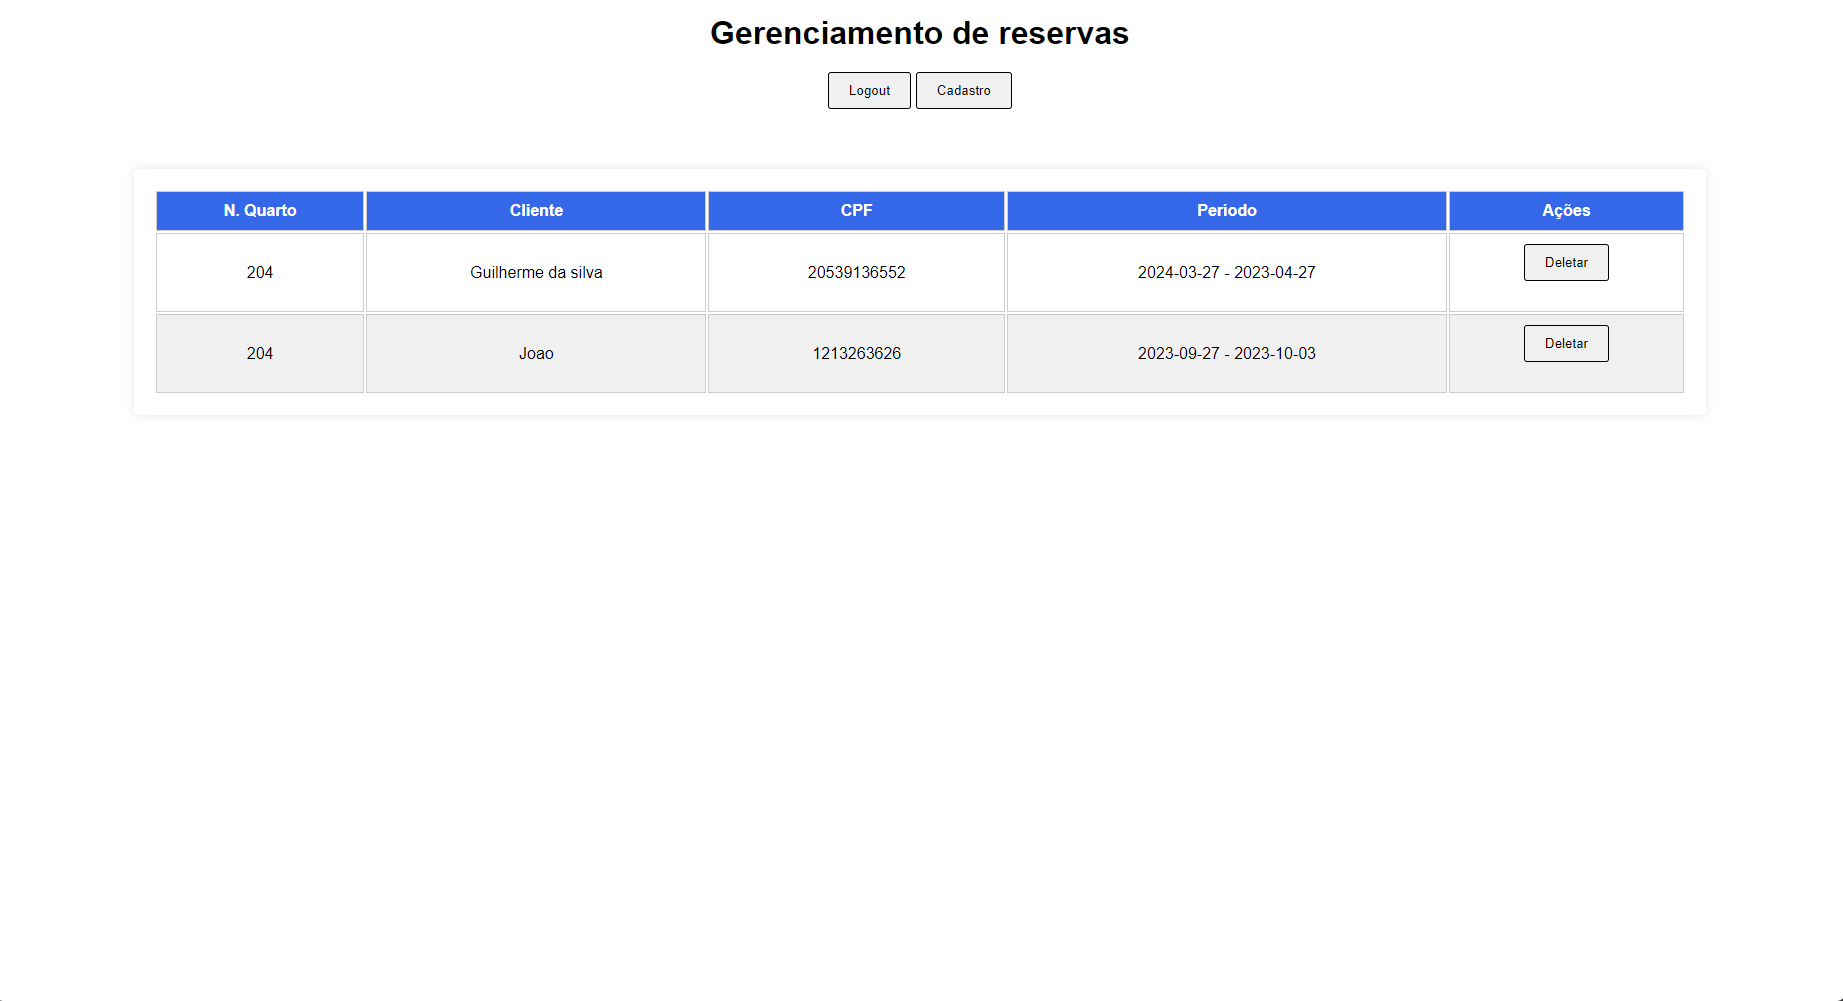 Gerenciamento de reservas
Logout Cadastro
N. Quarto Cliente CPF Período Ações
204 Guilherme da silva 20539136552 2024-03-27 - 2023-04-27 Deletar
204 Joao 1213263626 2023-09-27 - 2023-10-03 Deletar